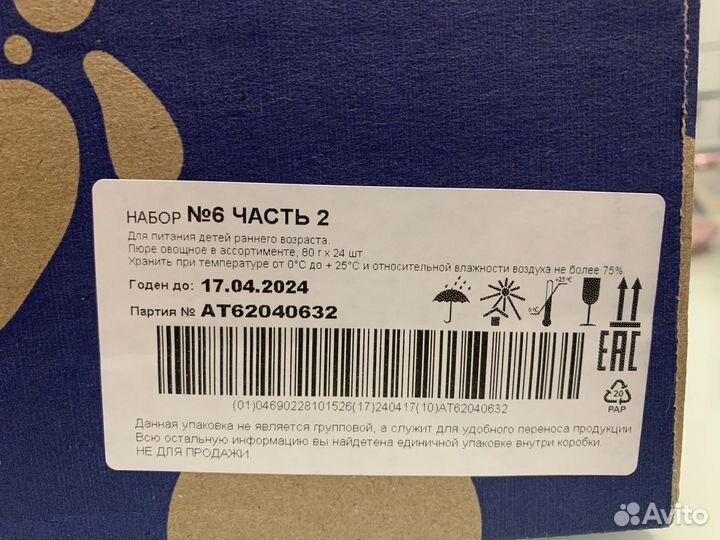 НАБОР №6 ЧАСТЬ 2
Для питания детей раннего возраста.
Пюре овощное в ассортименте, 80 г х 24 шт.
Хранить при температуре от 0°С до + 25°С и относительной влажности воздуха не более 75%
Годен до: 17.04.2024
Партия № АТ62040632
+25°C
0°C
EAC
20
PAP
(01)04690228101526(17)240417(10)AT62040632
Данная упаковка не является групповой, а служит для удобного переноса продукции
Всю остальную информацию вы найдетена единичной упаковке внутри коробки.
НЕ ДЛЯ ПРОДАЖИ.
Avito